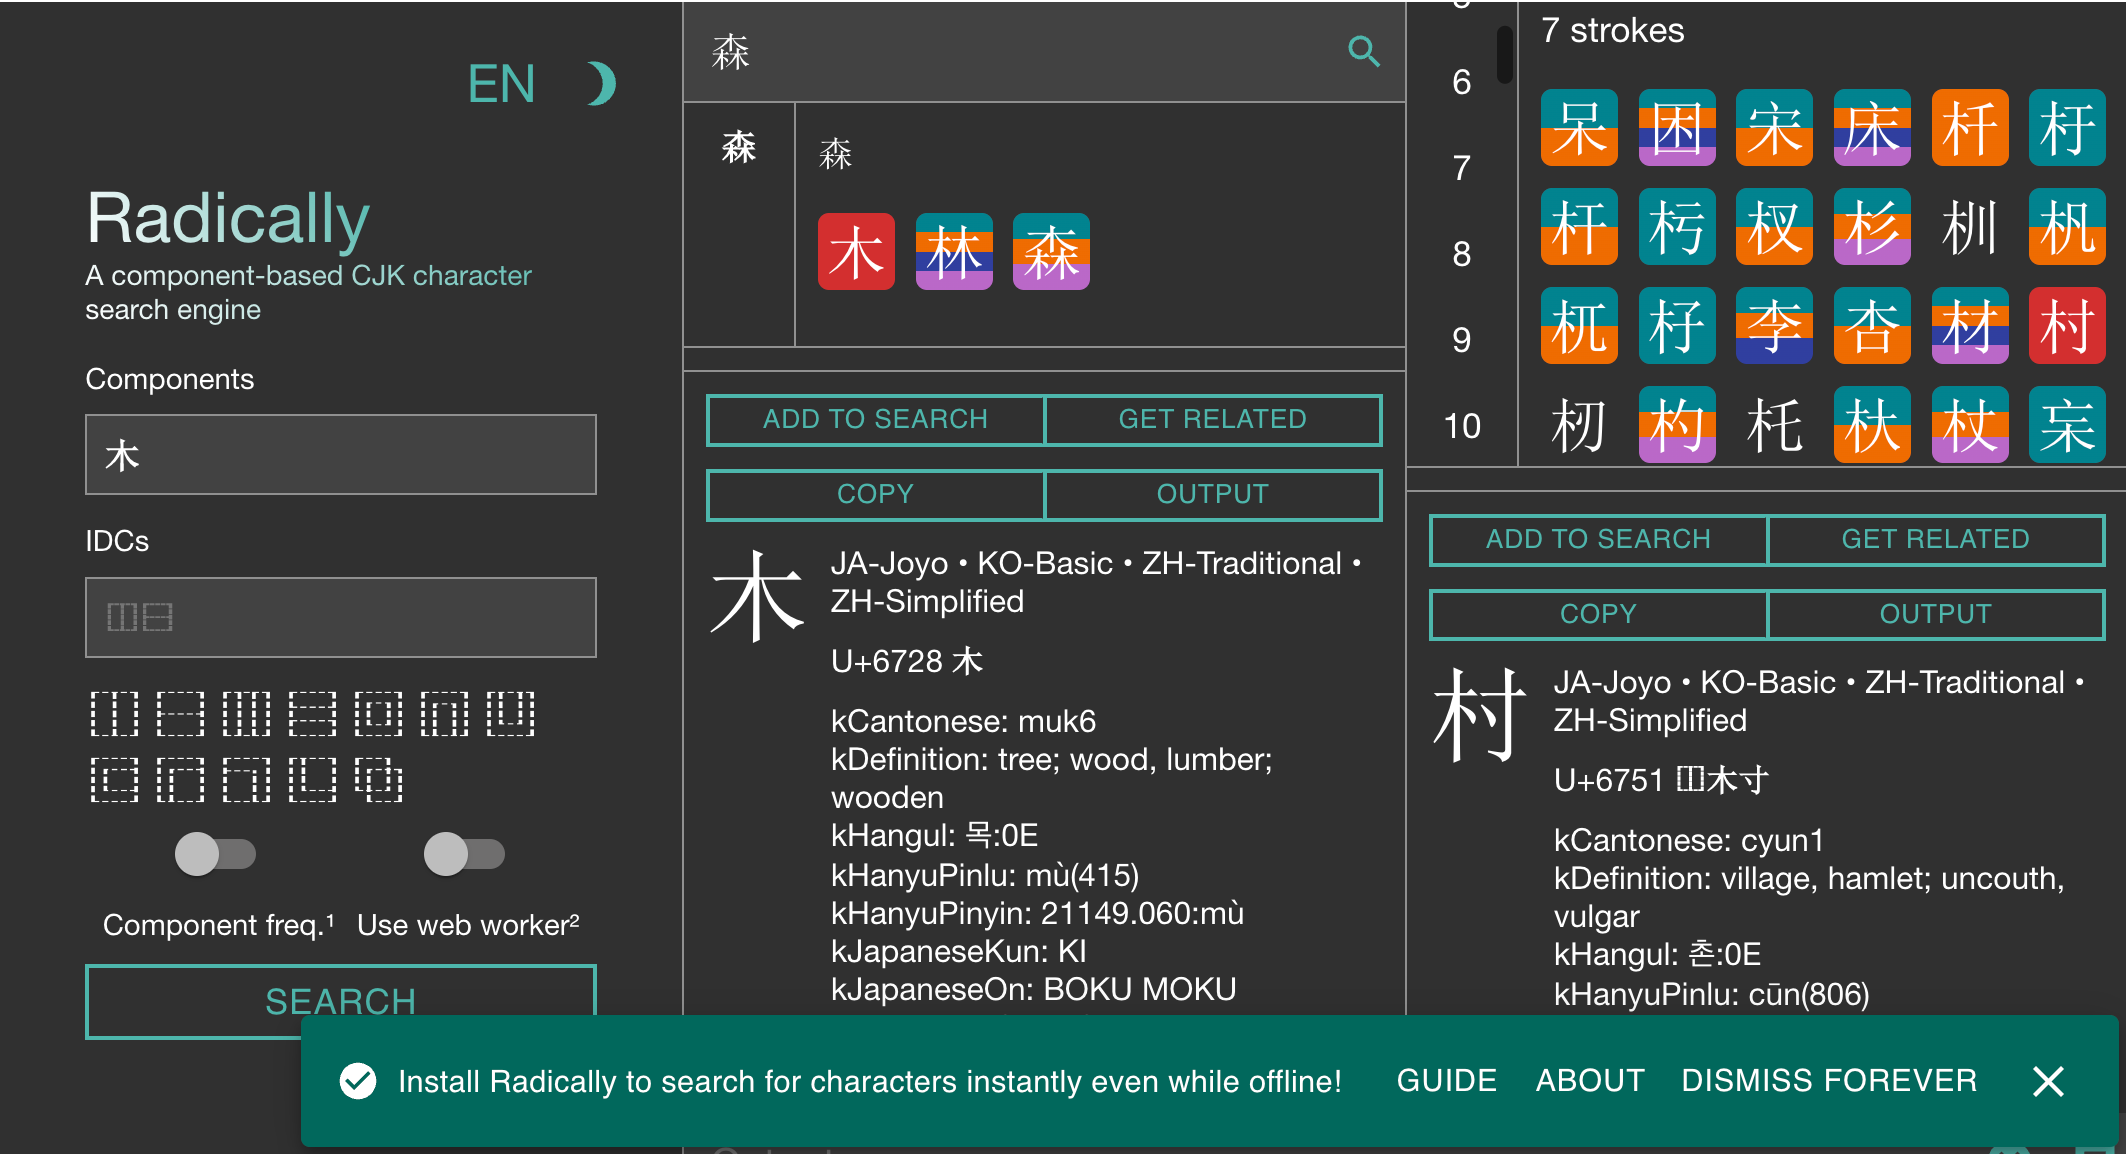 EN
Radically
A component-based CJK character
search engine
Components
木
IDCs
⿰⿱
⿰⿱⿲⿳⿴⿵⿶
⿷⿸⿹⿺⿻
Component freq.¹ Use web worker²
SEARCH
森
森 森
木 林 森
ADD TO SEARCH GET RELATED
COPY OUTPUT
木
JA-Joyo • KO-Basic • ZH-Traditional •
ZH-Simplified
U+6728 木
kCantonese: muk6
kDefinition: tree; wood, lumber;
wooden
kHangul: 목:0E
kHanyuPinlu: mù(415)
kHanyuPinyin: 21149.060:mù
kJapaneseKun: KI
kJapaneseOn: BOKU MOKU
6
7
8
9
10
7 strokes
呆 困 宋 床 杄 杅
杆 杇 杈 杉 杊 杋
杌 杍 李 杏 材 村
杒 杓 杔 杕 杖 杗
ADD TO SEARCH GET RELATED
COPY OUTPUT
村
JA-Joyo • KO-Basic • ZH-Traditional •
ZH-Simplified
U+6751 ⿰木寸
kCantonese: cyun1
kDefinition: village, hamlet; uncouth,
vulgar
kHangul: 촌:0E
kHanyuPinlu: cūn(806)
Install Radically to search for characters instantly even while offline! GUIDE ABOUT DISMISS FOREVER